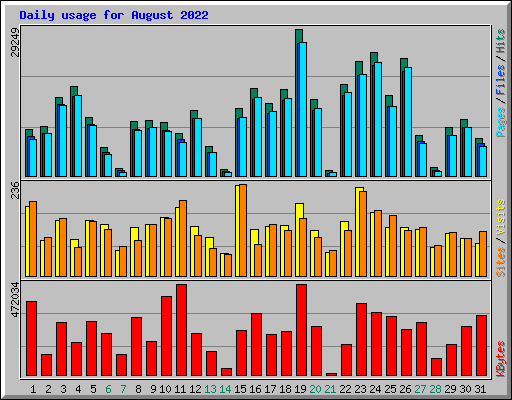 Daily usage for August 2022
29249
Pages / Files / Hits
236
Sites / Visits
472034
KBytes
1 2 3 4 5 6 7 8 9 10 11 12 13 14 15 16 17 18 19 20 21 22 23 24 25 26 27 28 29 30 31